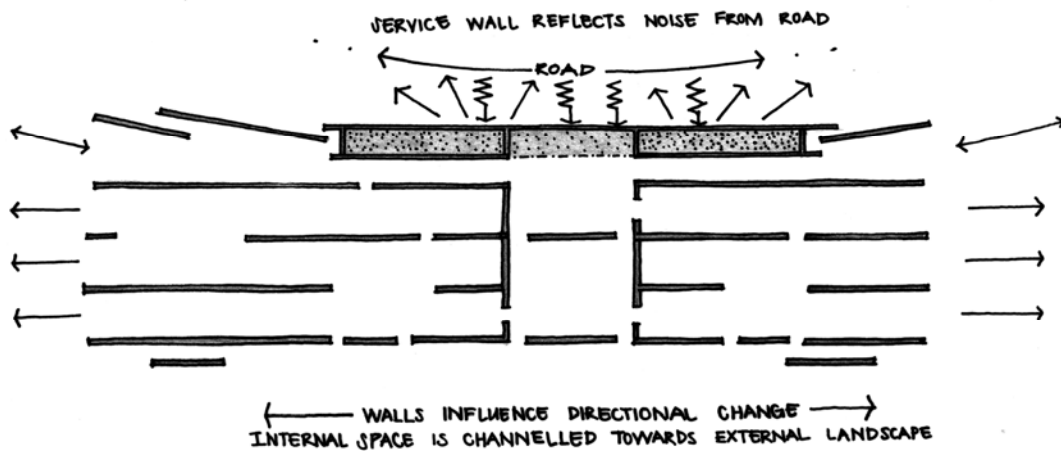 SERVICE WALL REFLECTS NOISE FROM ROAD
ROAD
WALLS INFLUENCE DIRECTIONAL CHANGE
INTERNAL SPACE IS CHANNELLED TOWARDS EXTERNAL LANDSCAPE